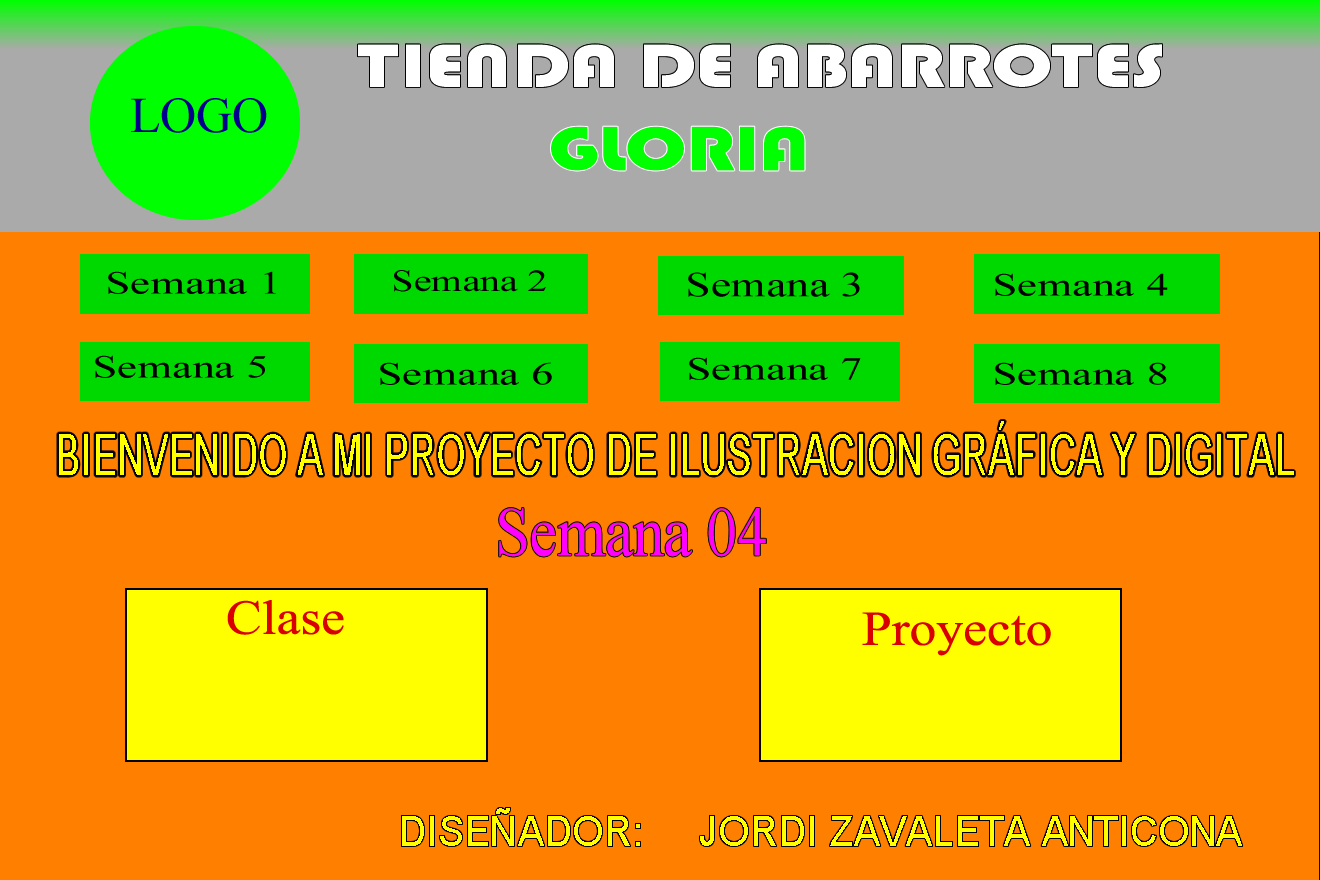 TIENDA DE ABARROTES
LOGO
GLORIA
Semana 1 Semana 2 Semana 3 Semana 4
Semana 5 Semana 6 Semana 7 Semana 8
BIENVENIDO A MI PROYECTO DE ILUSTRACION GRÁFICA Y DIGITAL
Semana 04
Clase Proyecto
DISEÑADOR: JORDI ZAVALETA ANTICONA